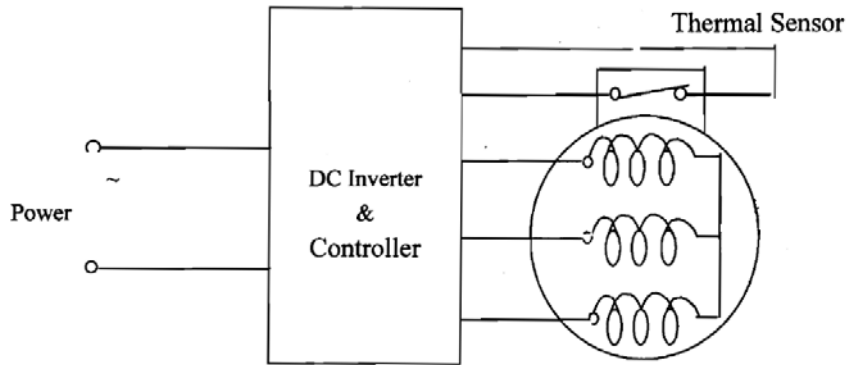 Thermal Sensor
DC Inverter
&
Controller
~
Power